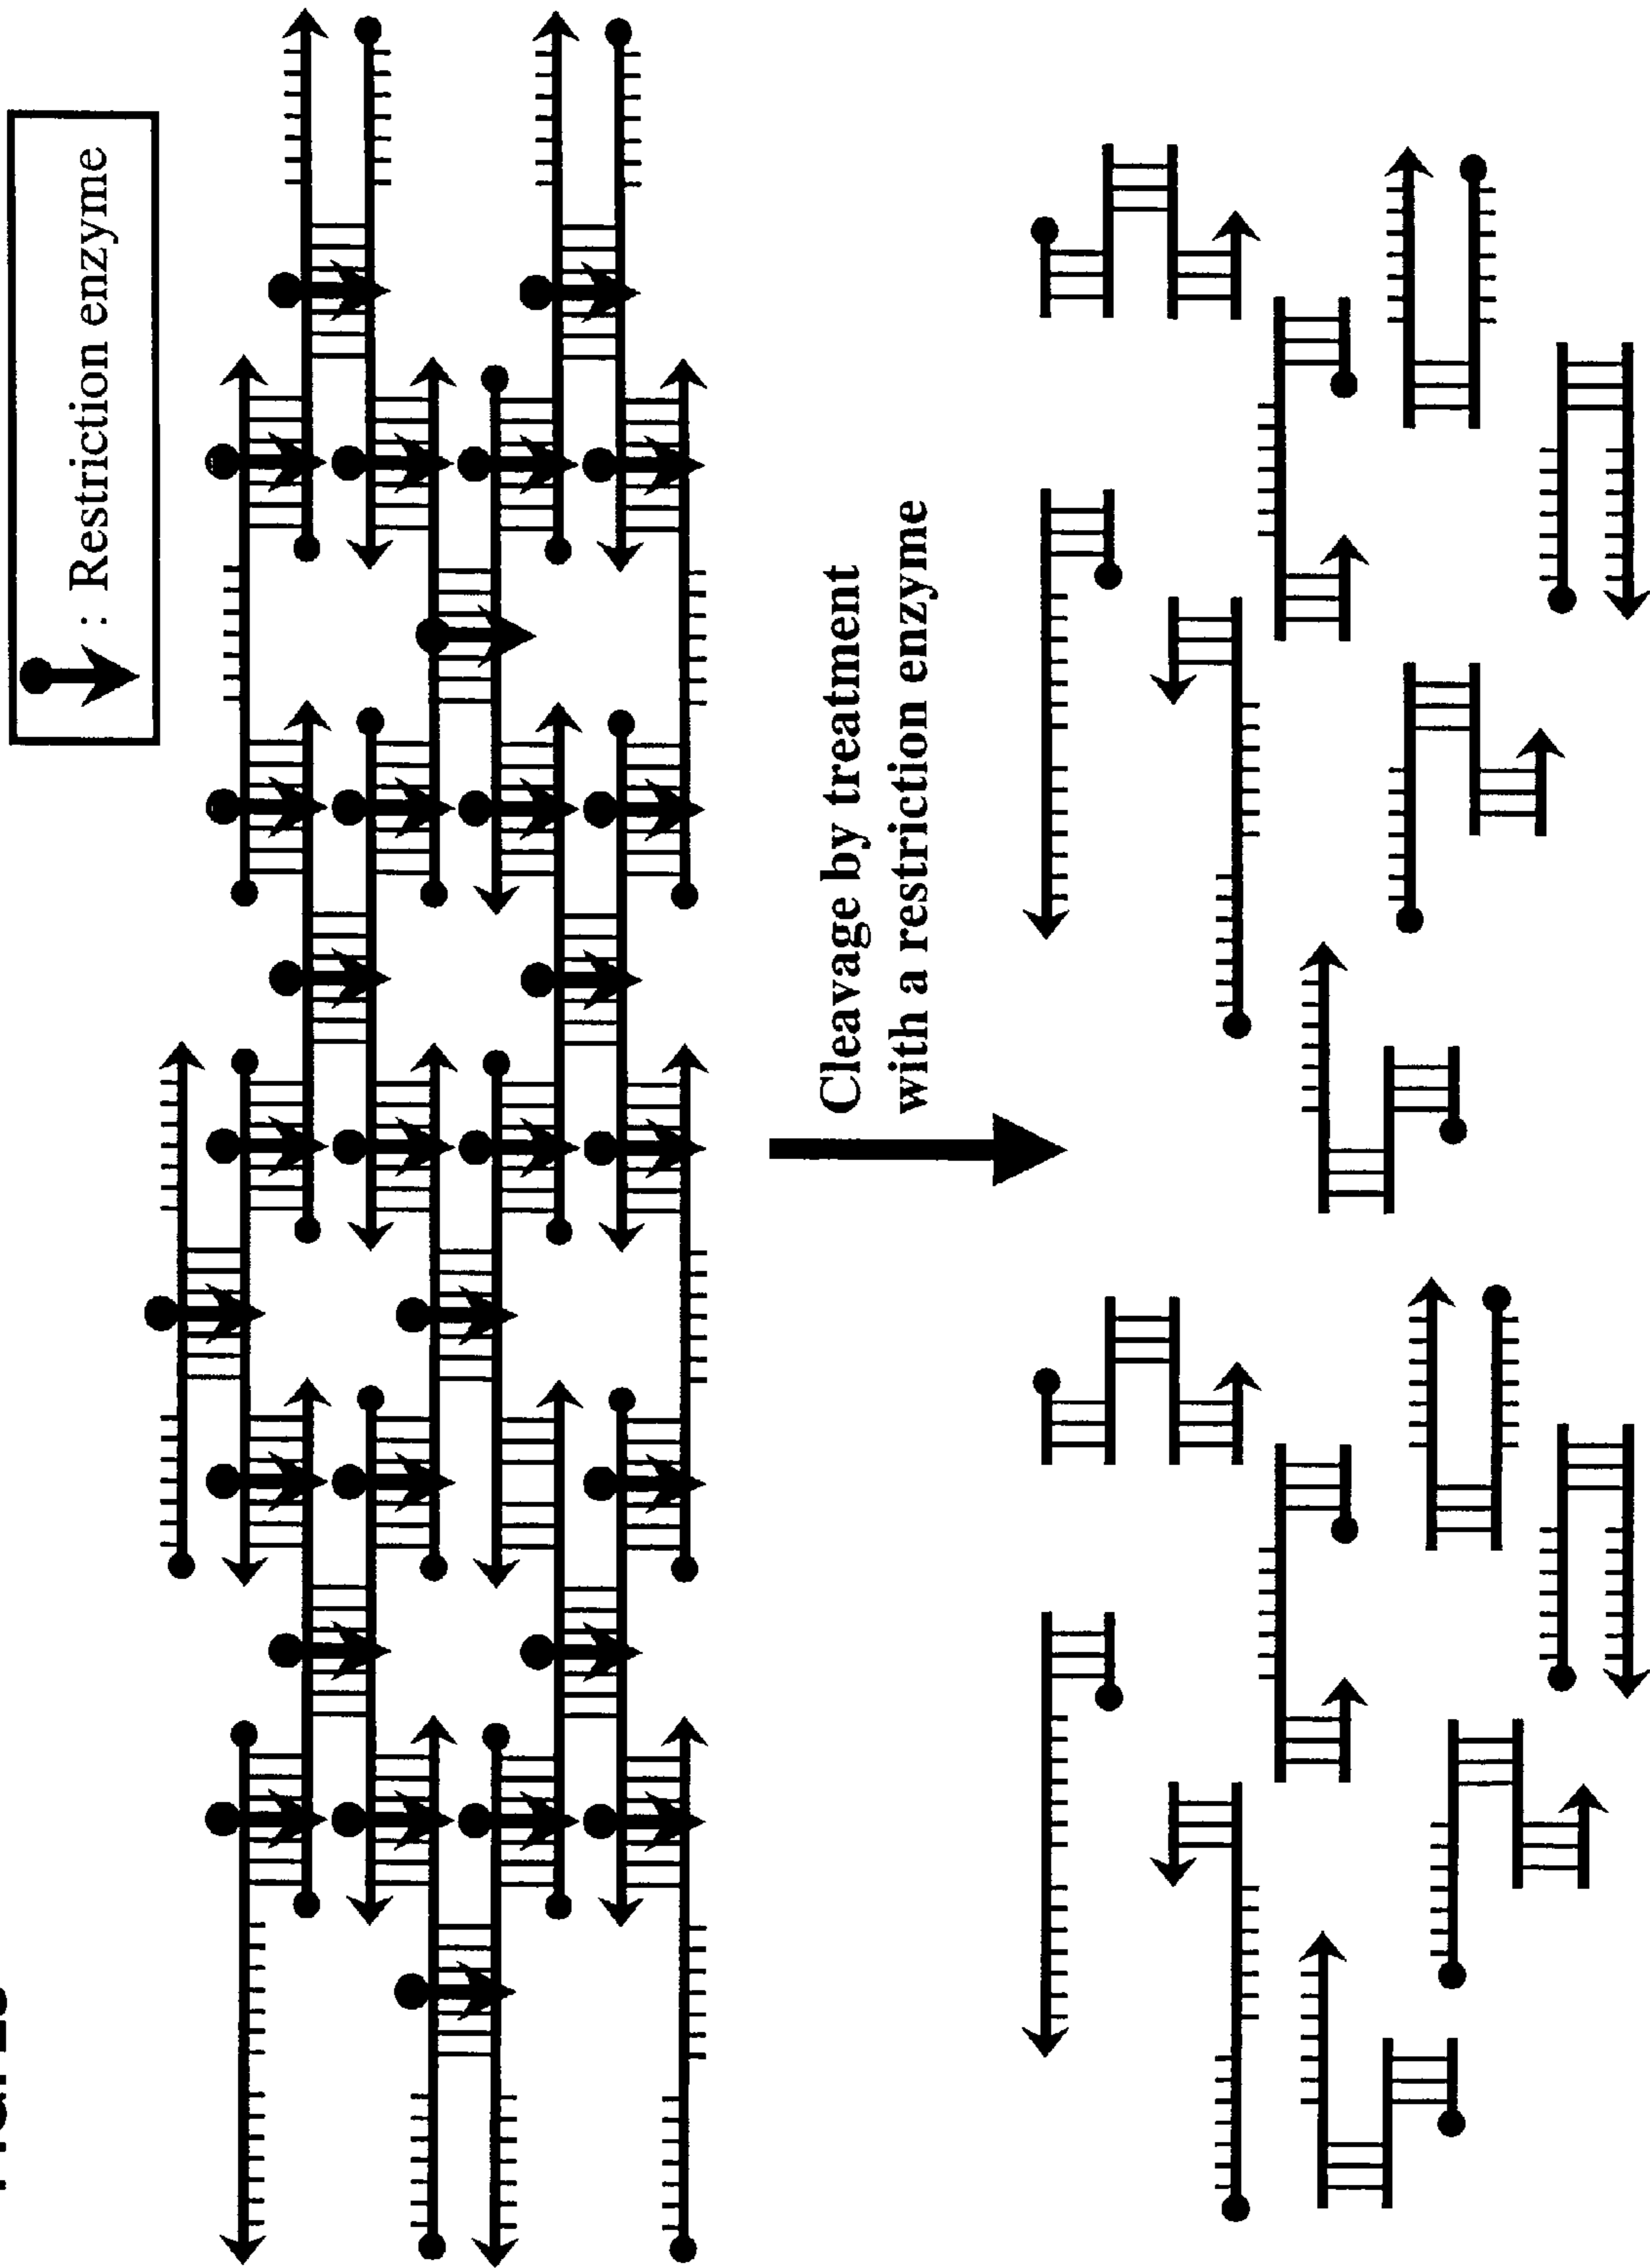 : Restriction enzyme
Cleavage by treatment
with a restriction enzyme